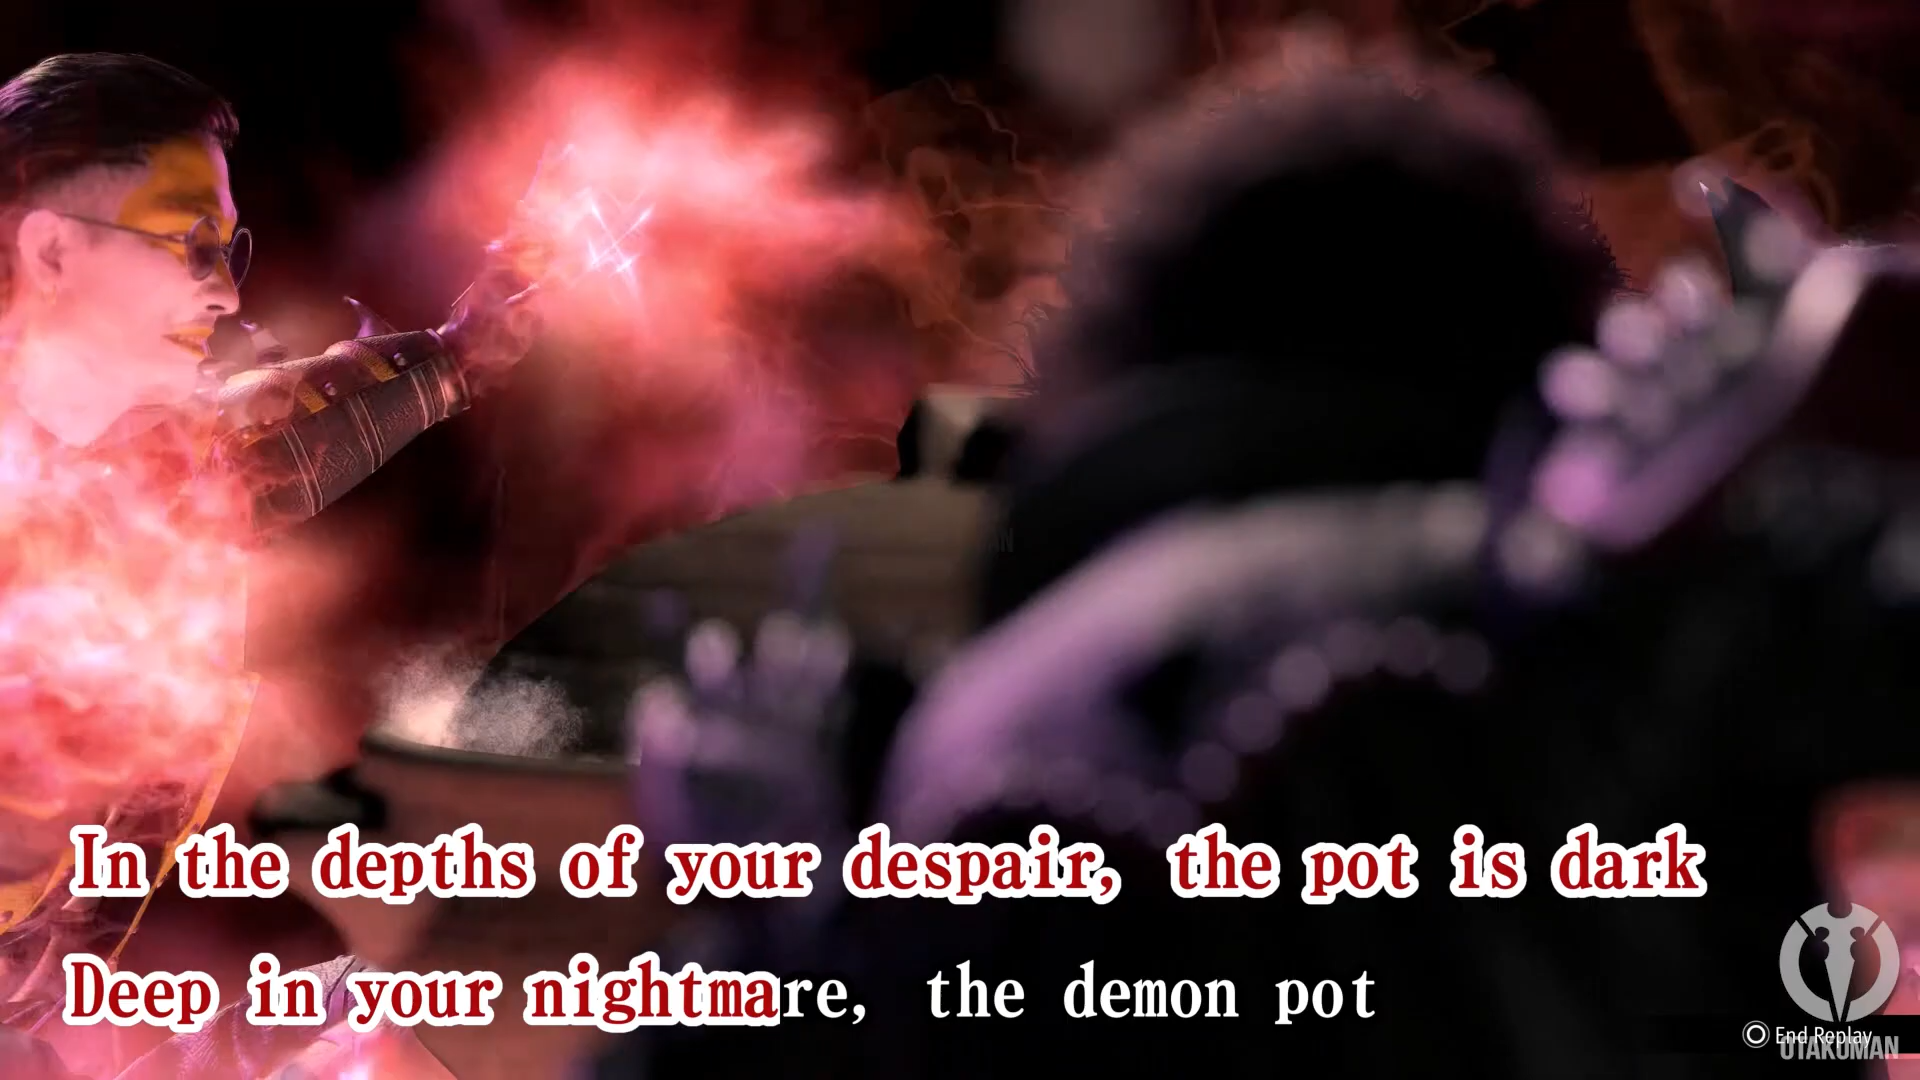 In the depths of your despair, the pot is dark
Deep in your nightmare, the demon pot
End Replay
OTAKUMAN